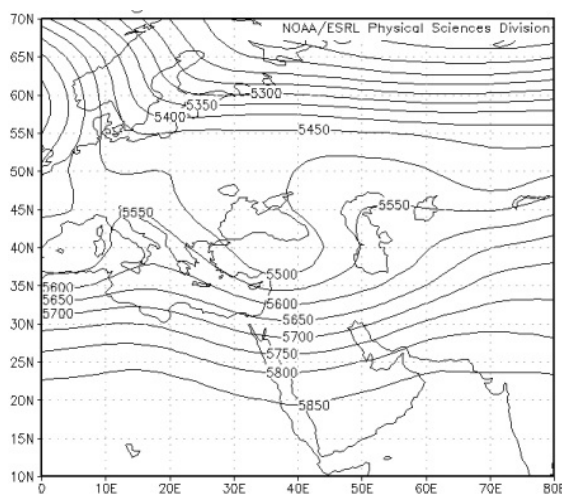 70N
NOAA/ESRL Physical Sciences Division
65N
60N
5300
5350
5400
55N
5450
50N
45N
5550
5550
40N
5500
35N
5600
5600
5650
5650
30N
5700
5700
5750
25N
5800
20N
5850
15N
10N
0
10E
20E
30E
40E
50E
60E
70E
80E